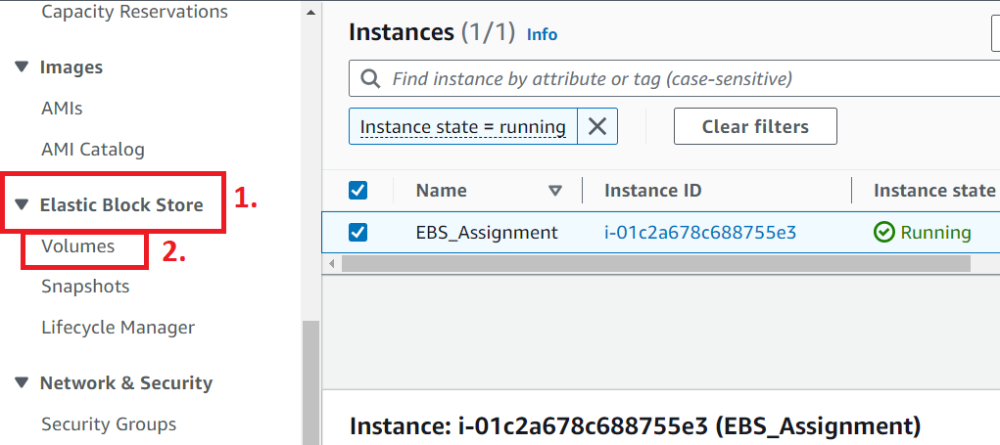 Capacity Reservations
Images
AMIs
AMI Catalog
Elastic Block Store
1.
Volumes
2.
Snapshots
Lifecycle Manager
Network & Security
Security Groups
Instances (1/1) Info
Find instance by attribute or tag (case-sensitive)
Instance state = running
Clear filters
Name Instance ID Instance state
EBS_Assignment i-01c2a678c688755e3 Running
Instance: i-01c2a678c688755e3 (EBS_Assignment)